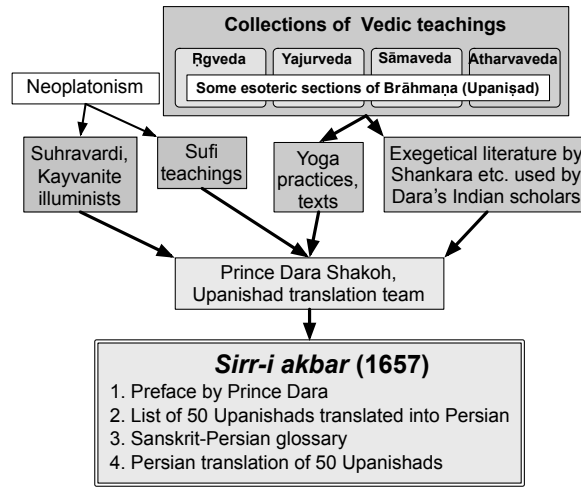 Collections of Vedic teachings
Ŗgveda
Yajurveda
Sāmaveda
Atharvaveda
Some esoteric sections of Brāhmaṇa (Upaniṣad)
Neoplatonism
Suhravardi,
Kayvanite
illuminists
Sufi
teachings
Yoga
practices,
texts
Exegetical literature by
Shankara etc. used by
Dara's Indian scholars
Prince Dara Shakoh,
Upanishad translation team
Sirr-i akbar (1657)
1. Preface by Prince Dara
2. List of 50 Upanishads translated into Persian
3. Sanskrit-Persian glossary
4. Persian translation of 50 Upanishads